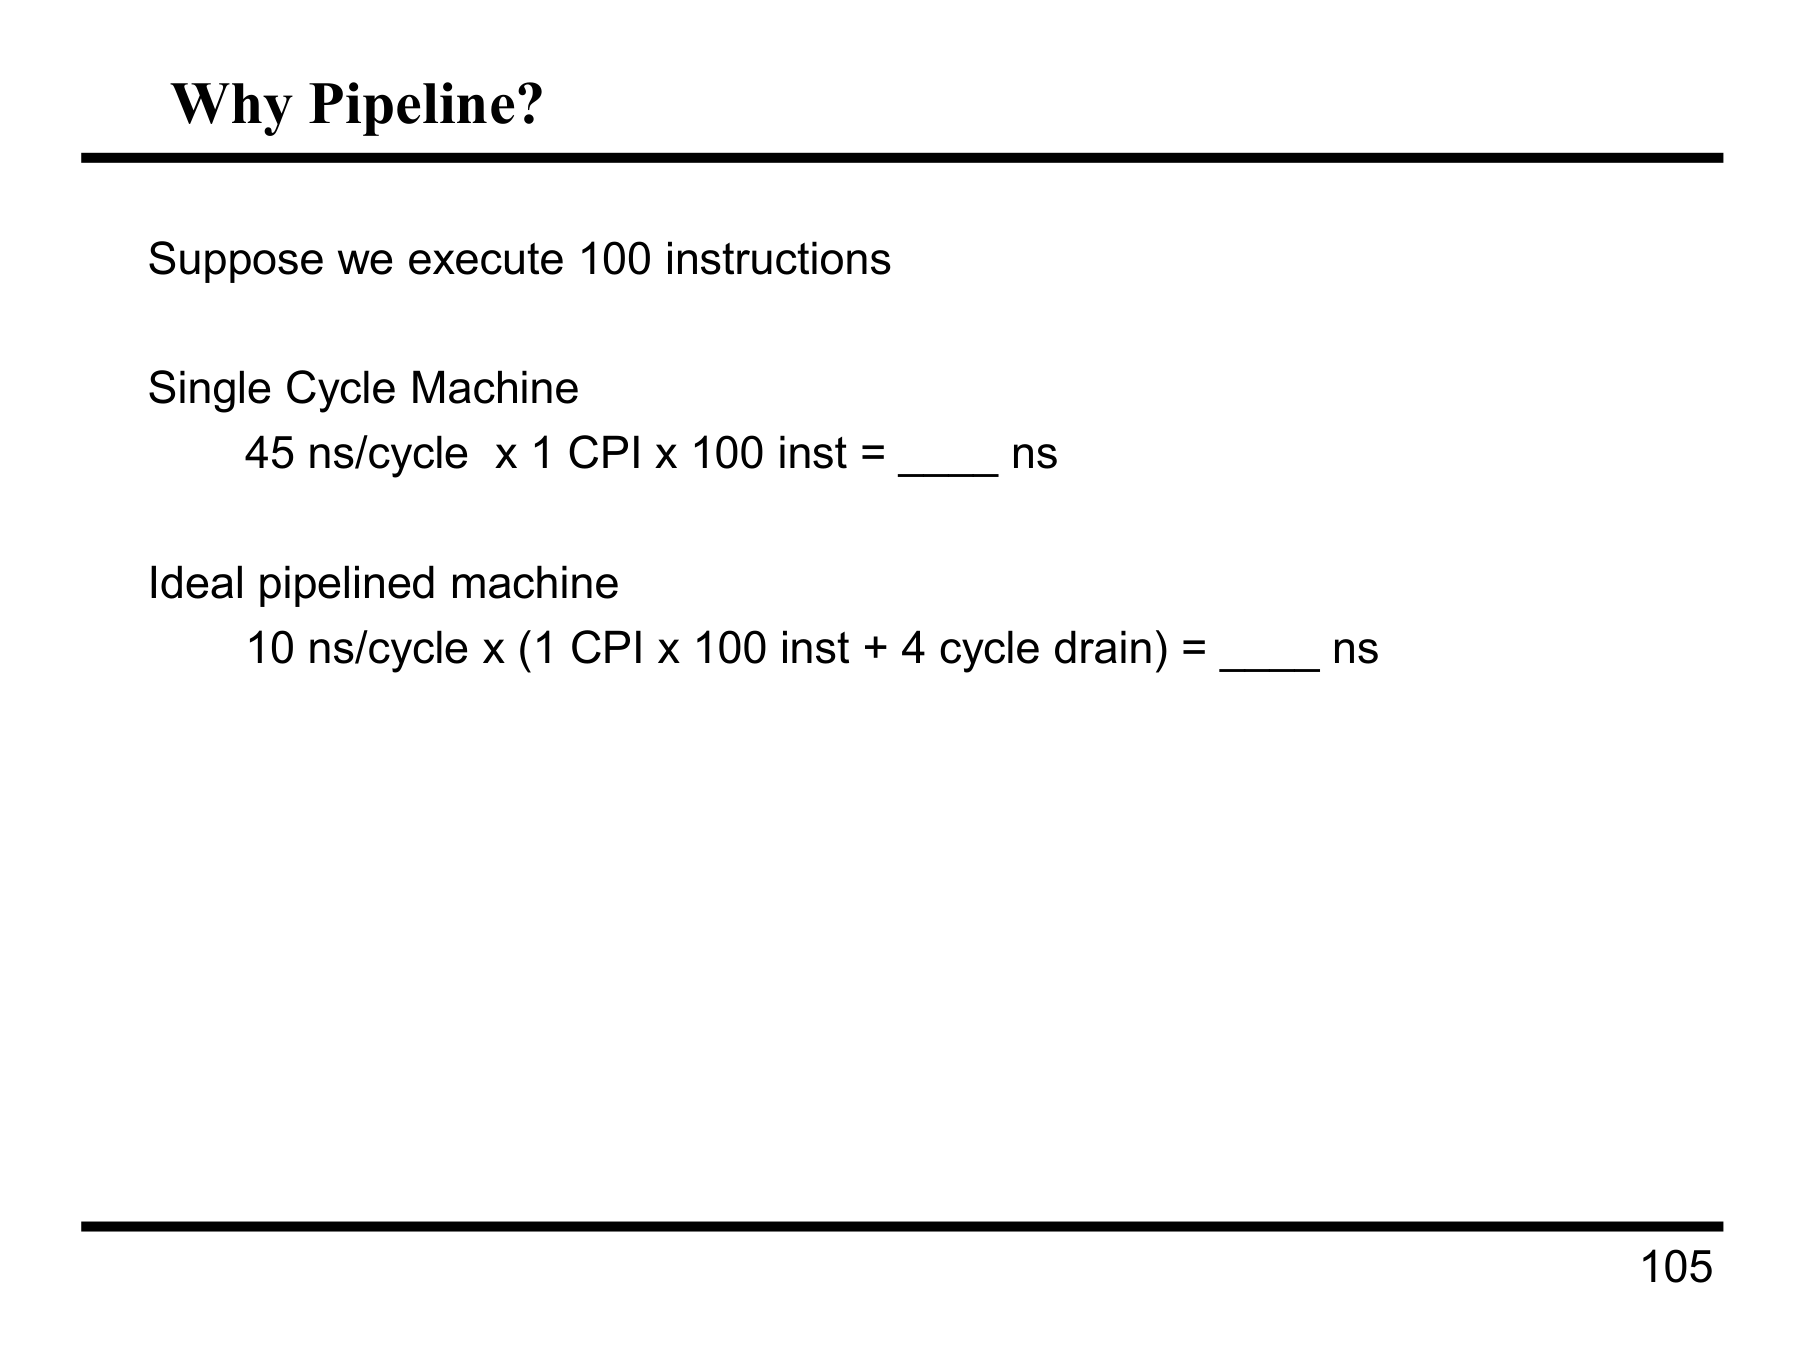 Why Pipeline?
Suppose we execute 100 instructions
Single Cycle Machine
45 ns/cycle  x 1 CPI x 100 inst = ____ ns
Ideal pipelined machine
10 ns/cycle x (1 CPI x 100 inst + 4 cycle drain) = ____ ns
105